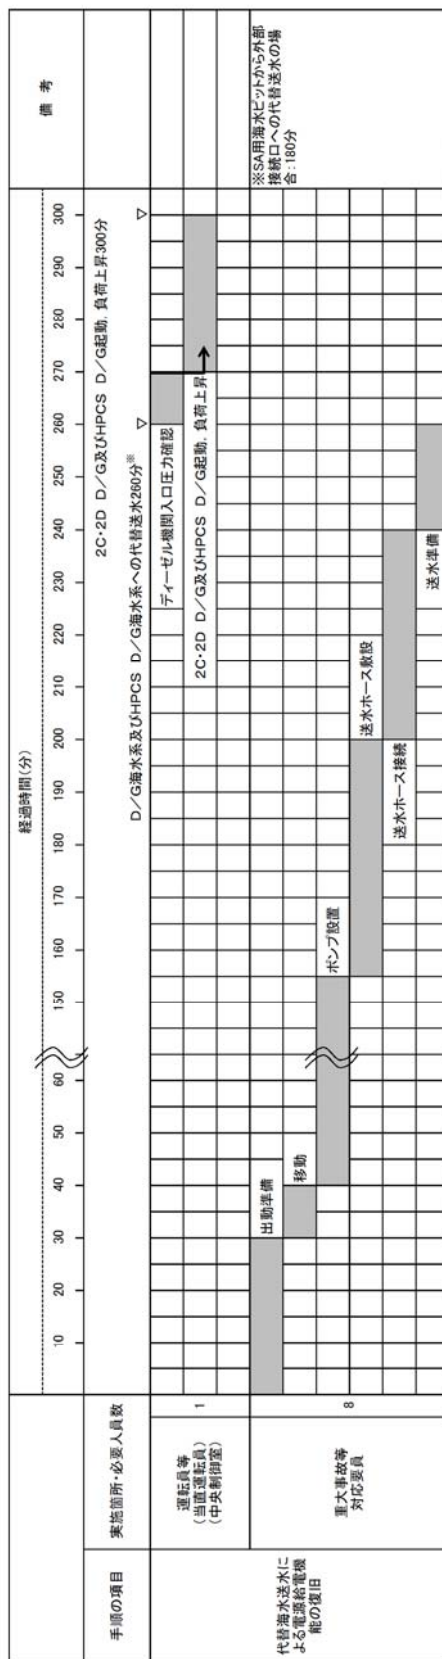 経過時間(分)
備 考
手順の項目
実施箇所・必要人員数
10
20
30
40
50
60
150
160
170
180
190
200
210
220
230
240
250
260
270
280
290
300
2C・2D D/G及びHPCS D/G起動，負荷上昇300分
D/G海水系及びHPCS D/G海水系への代替送水260分※
代替海水送水に
よる電源給電機
能の復旧
運転員等
(当直運転員)
(中央制御室)
1
ディーゼル機関入口圧力確認
2C・2D D/G及びHPCS D/G起動，負荷上昇
重大事故等
対応要員
8
出動準備
移動
ポンプ設置
送水ホース敷設
送水ホース接続
送水準備
※SA用海水ピットから外部
接続口への代替送水の場
合：180分